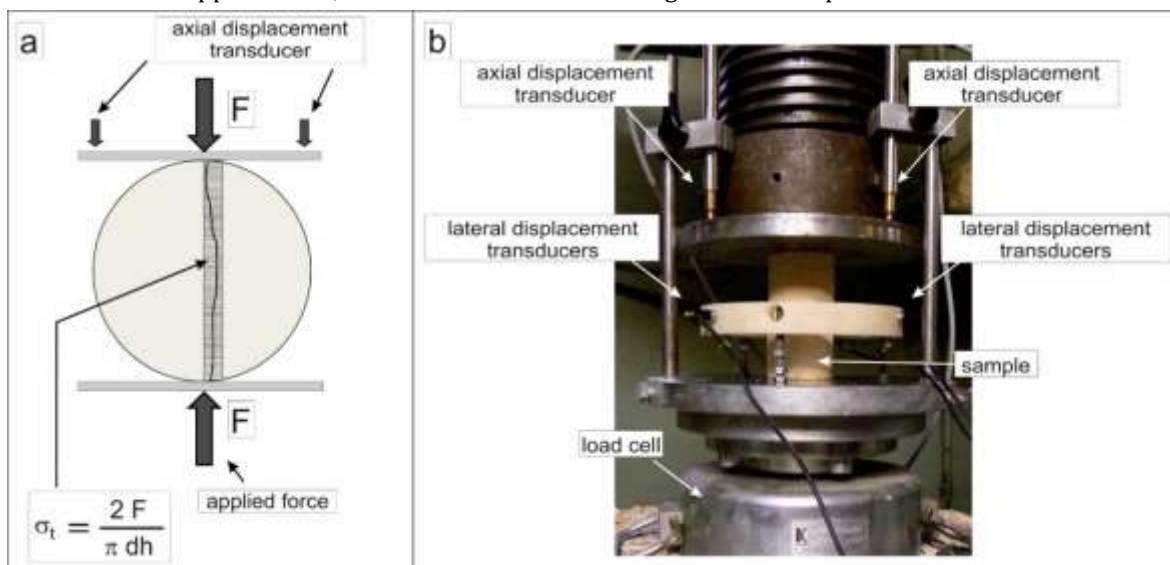 a
axial displacement
transducer
F
F
applied force
σt = 2 F / π dh
b
axial displacement
transducer
axial displacement
transducer
lateral displacement
transducers
lateral displacement
transducers
sample
load cell
K